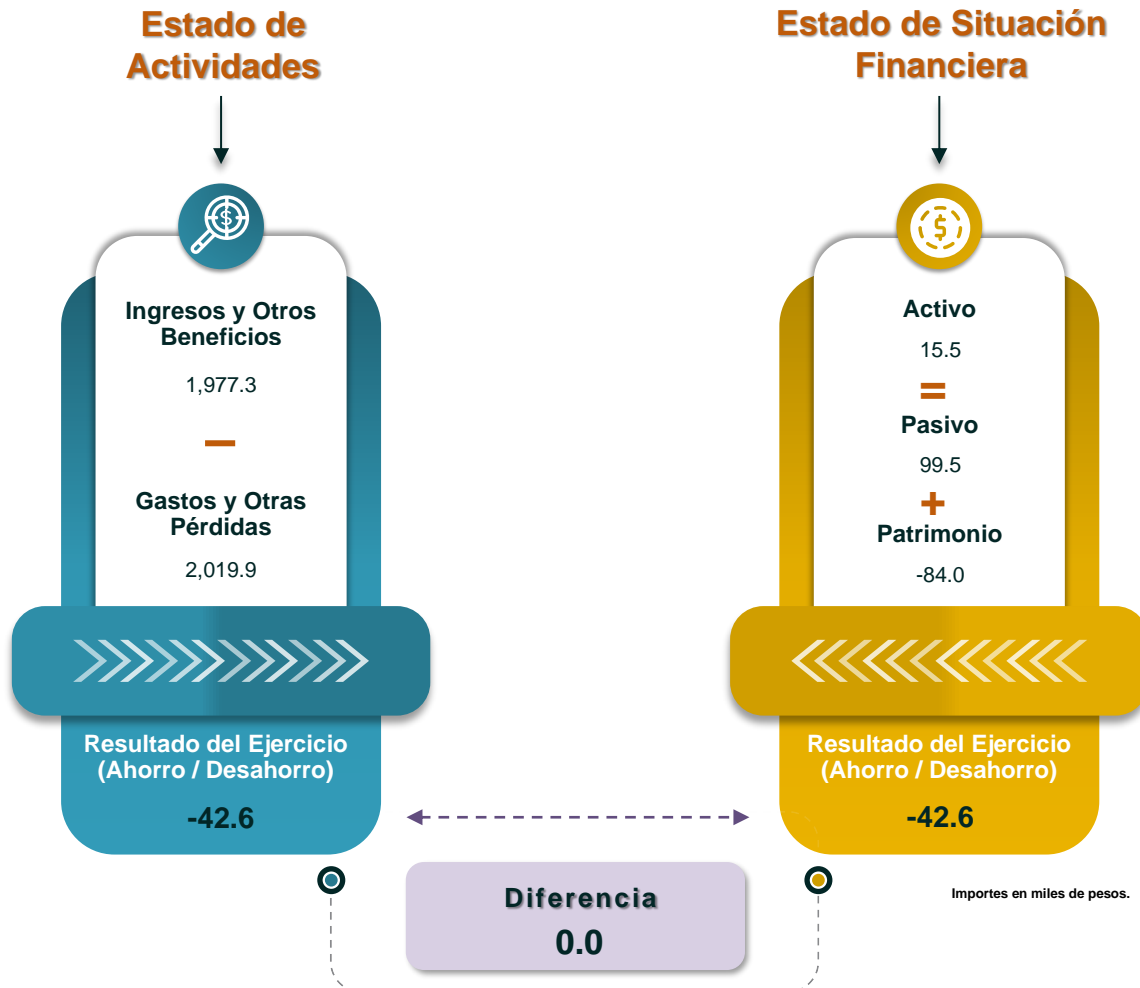 Estado de
Actividades
Ingresos y Otros
Beneficios
1,977.3
–
Gastos y Otras
Pérdidas
2,019.9
Resultado del Ejercicio
(Ahorro / Desahorro)
-42.6
Estado de Situación
Financiera
Activo
15.5
=
Pasivo
99.5
+
Patrimonio
-84.0
Resultado del Ejercicio
(Ahorro / Desahorro)
-42.6
Diferencia
0.0
Importes en miles de pesos.